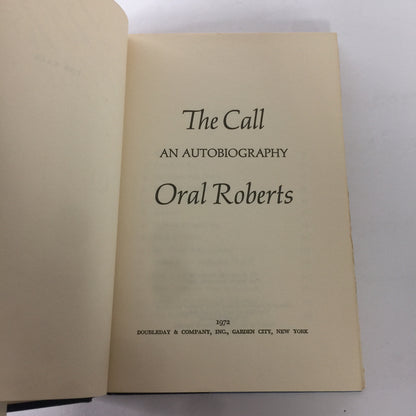 The Call
AN AUTOBIOGRAPHY
Oral Roberts
1972
DOUBLEDAY & COMPANY, INC., GARDEN CITY, NEW YORK